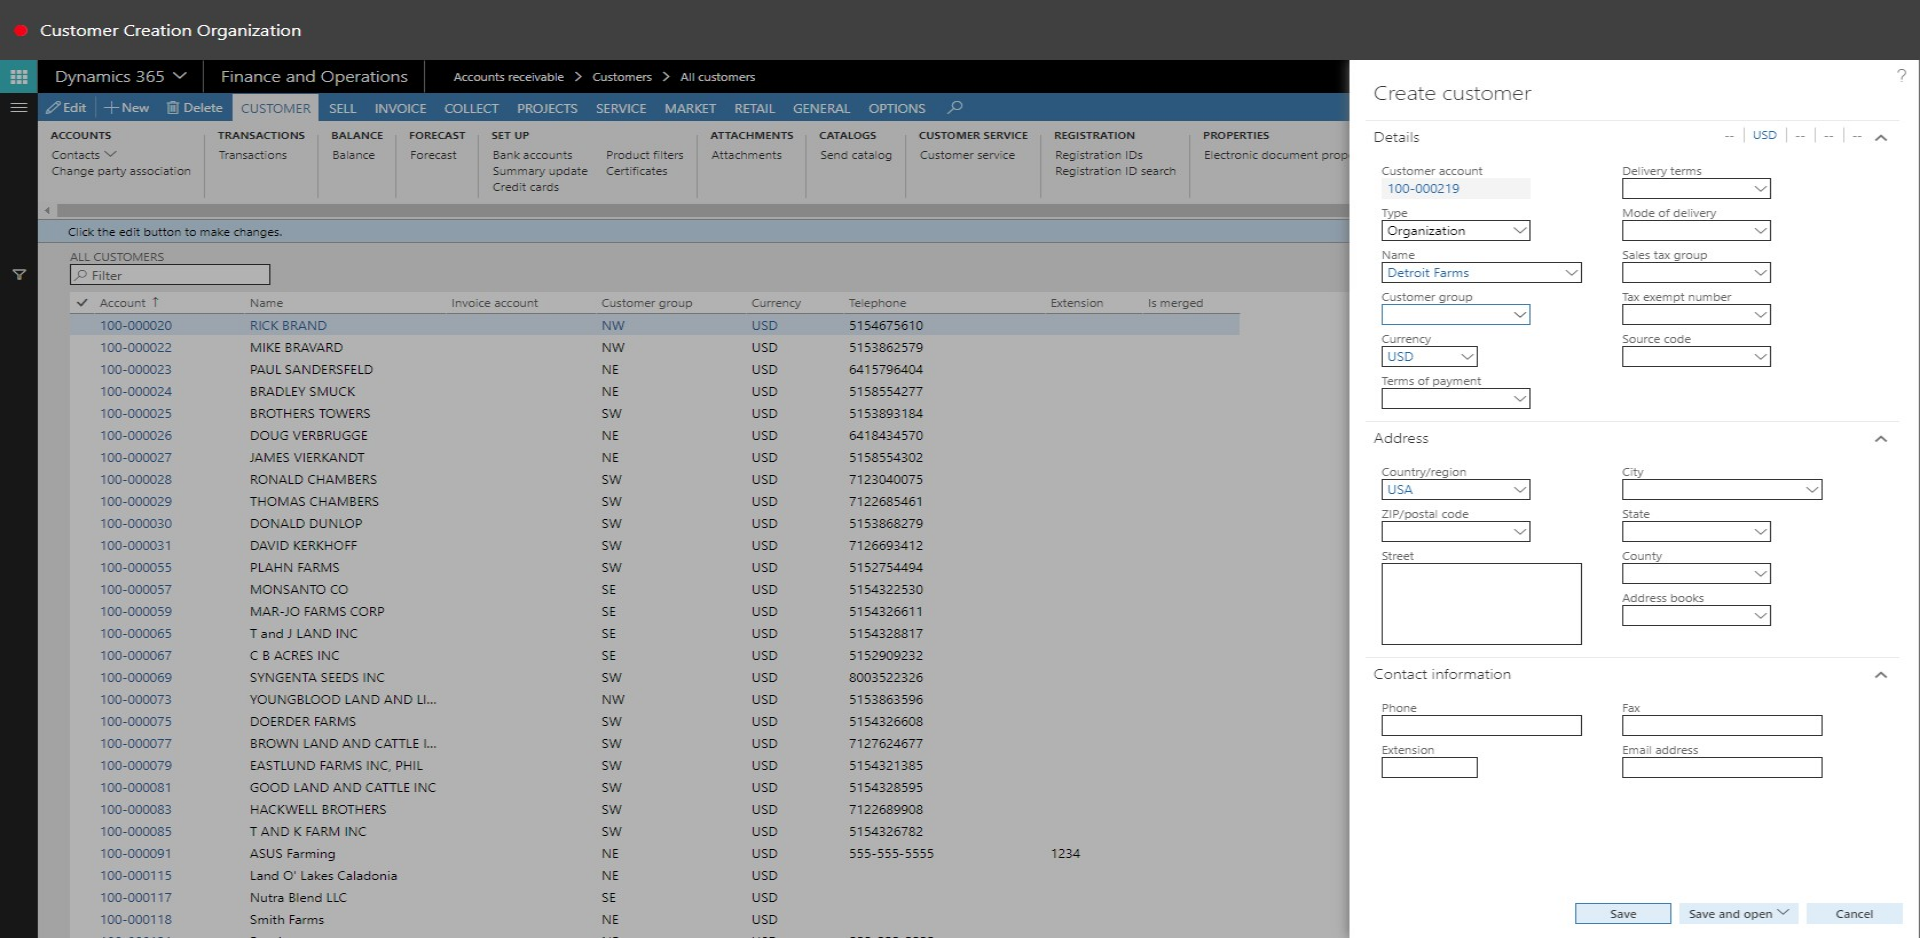 Customer Creation Organization
Dynamics 365 Finance and Operations Accounts receivable > Customers > All customers
Edit New Delete CUSTOMER SELL INVOICE COLLECT PROJECTS SERVICE MARKET RETAIL GENERAL OPTIONS
ACCOUNTS TRANSACTIONS BALANCE FORECAST SET UP ATTACHMENTS CATALOGS CUSTOMER SERVICE REGISTRATION PROPERTIES
Contacts Transactions Balance Forecast Bank accounts Product filters Attachments Send catalog Customer service Registration IDs Electronic document prop
Change party association Summary update Certificates Registration ID search
Credit cards
Click the edit button to make changes.
ALL CUSTOMERS
Filter
Account ↑ Name Invoice account Customer group Currency Telephone Extension Is merged
100-000020 RICK BRAND NW USD 5154675610
100-000022 MIKE BRAVARD NW USD 5153862579
100-000023 PAUL SANDERSFELD NE USD 6415796404
100-000024 BRADLEY SMUCK NE USD 5158554277
100-000025 BROTHERS TOWERS SW USD 5153893184
100-000026 DOUG VERBRUGGE NE USD 6418434570
100-000027 JAMES VIERKANDT NE USD 5158554302
100-000028 RONALD CHAMBERS SW USD 7123040075
100-000029 THOMAS CHAMBERS SW USD 7122685461
100-000030 DONALD DUNLOP SW USD 5153868279
100-000031 DAVID KERKHOFF SW USD 7126693412
100-000055 PLAHN FARMS SW USD 5152754494
100-000057 MONSANTO CO SE USD 5154322530
100-000059 MAR-JO FARMS CORP SE USD 5154326611
100-000065 T and J LAND INC SE USD 5154328817
100-000067 C B ACRES INC SE USD 5152909232
100-000069 SYNGENTA SEEDS INC SW USD 8003522326
100-000073 YOUNGBLOOD LAND AND LI... NW USD 5153863596
100-000075 DOERDER FARMS SW USD 5154326608
100-000077 BROWN LAND AND CATTLE I... SW USD 7127624677
100-000079 EASTLUND FARMS INC, PHIL SW USD 5154321385
100-000081 GOOD LAND AND CATTLE INC SW USD 5154328595
100-000083 HACKWELL BROTHERS SW USD 7122689908
100-000085 T AND K FARM INC SW USD 5154326782
100-000091 ASUS Farming NE USD 555-555-5555 1234
100-000115 Land O' Lakes Caladonia NE USD
100-000117 Nutra Blend LLC SE USD
100-000118 Smith Farms NE USD
?
Create customer
Details -- USD -- -- --
Customer account Delivery terms
100-000219
Type Mode of delivery
Organization
Name Sales tax group
Detroit Farms
Customer group Tax exempt number
Currency Source code
USD
Terms of payment
Address
Country/region City
USA
ZIP/postal code State
Street County
Address books
Contact information
Phone Fax
Extension Email address
Save Save and open Cancel